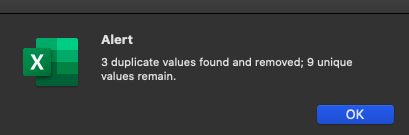 Alert
3 duplicate values found and removed; 9 unique
values remain.
X
OK